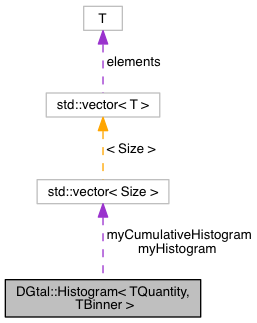 T
elements
std::vector< T >
< Size >
std::vector< Size >
myCumulativeHistogram
myHistogram
DGtal::Histogram< TQuantity,
TBinner >